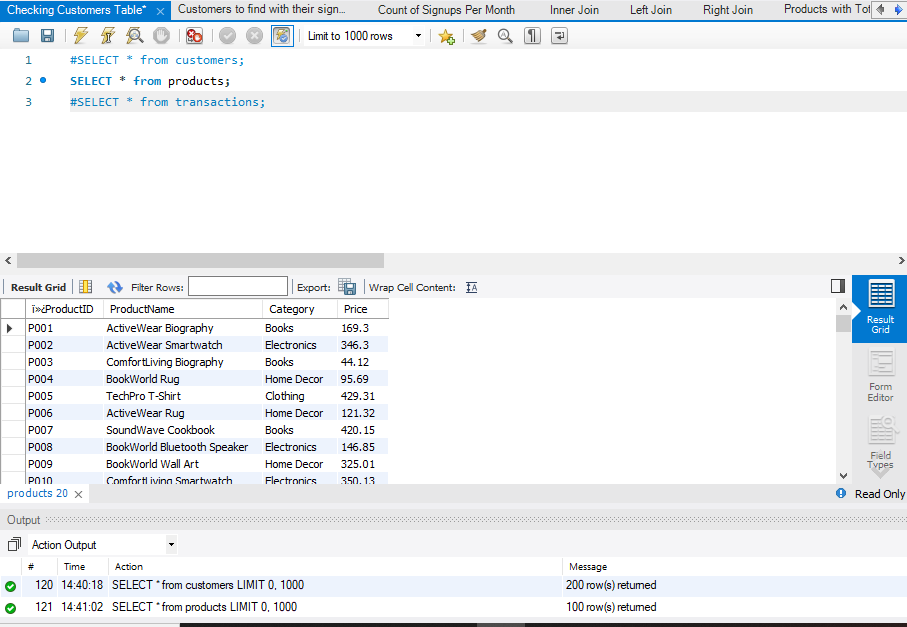 Checking Customers Table* × Customers to find with their sign... Count of Signups Per Month Inner Join Left Join Right Join Products with Tot
Limit to 1000 rows
1 #SELECT * from customers;
2 SELECT * from products;
3 #SELECT * from transactions;
Result Grid Filter Rows: Export: Wrap Cell Content:
ProductID ProductName Category Price
P001 ActiveWear Biography Books 169.3
P002 ActiveWear Smartwatch Electronics 346.3
P003 ComfortLiving Biography Books 44.12
P004 BookWorld Rug Home Decor 95.69
P005 TechPro T-Shirt Clothing 429.31
P006 ActiveWear Rug Home Decor 121.32
P007 SoundWave Cookbook Books 420.15
P008 BookWorld Bluetooth Speaker Electronics 146.85
P009 BookWorld Wall Art Home Decor 325.01
P010 ComfortLiving Smartwatch Electronics 350.13
Result
Grid
Form
Editor
Field
Types
products 20 ×
Read Only
Output
Action Output
# Time Action Message
120 14:40:18 SELECT * from customers LIMIT 0, 1000 200 row(s) returned
121 14:41:02 SELECT * from products LIMIT 0, 1000 100 row(s) returned